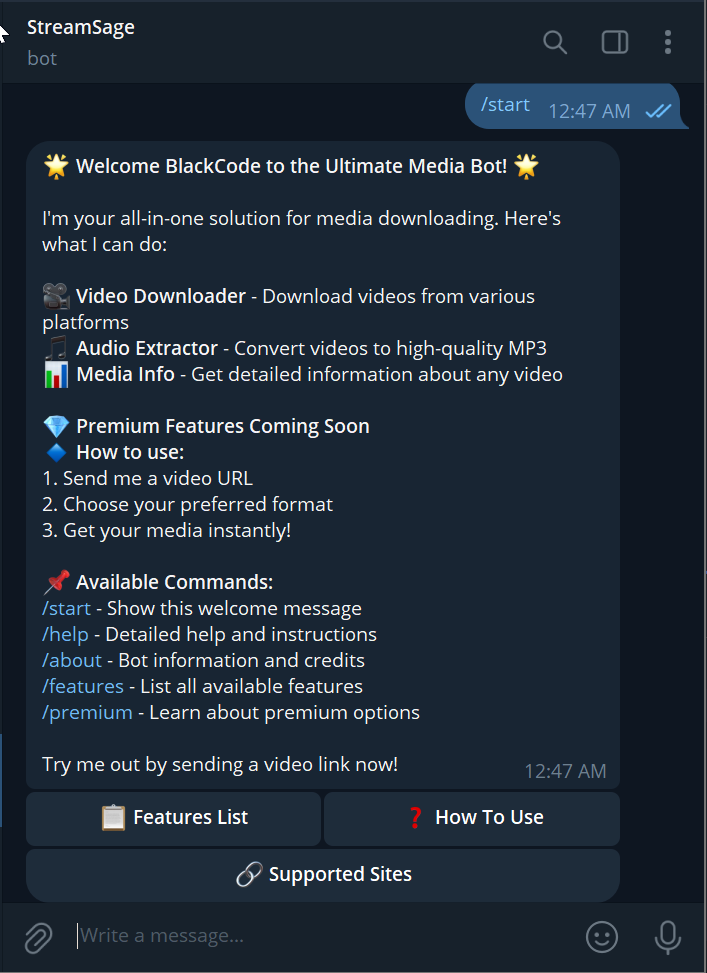 StreamSage
bot
/start 12:47 AM
🌟 Welcome BlackCode to the Ultimate Media Bot! 🌟
I'm your all-in-one solution for media downloading. Here's
what I can do:
🎥 Video Downloader - Download videos from various
platforms
🎵 Audio Extractor - Convert videos to high-quality MP3
📊 Media Info - Get detailed information about any video
💎 Premium Features Coming Soon
🔹 How to use:
1. Send me a video URL
2. Choose your preferred format
3. Get your media instantly!
📌 Available Commands:
/start - Show this welcome message
/help - Detailed help and instructions
/about - Bot information and credits
/features - List all available features
/premium - Learn about premium options
Try me out by sending a video link now!
12:47 AM
📋 Features List
❓ How To Use
🔗 Supported Sites
Write a message...